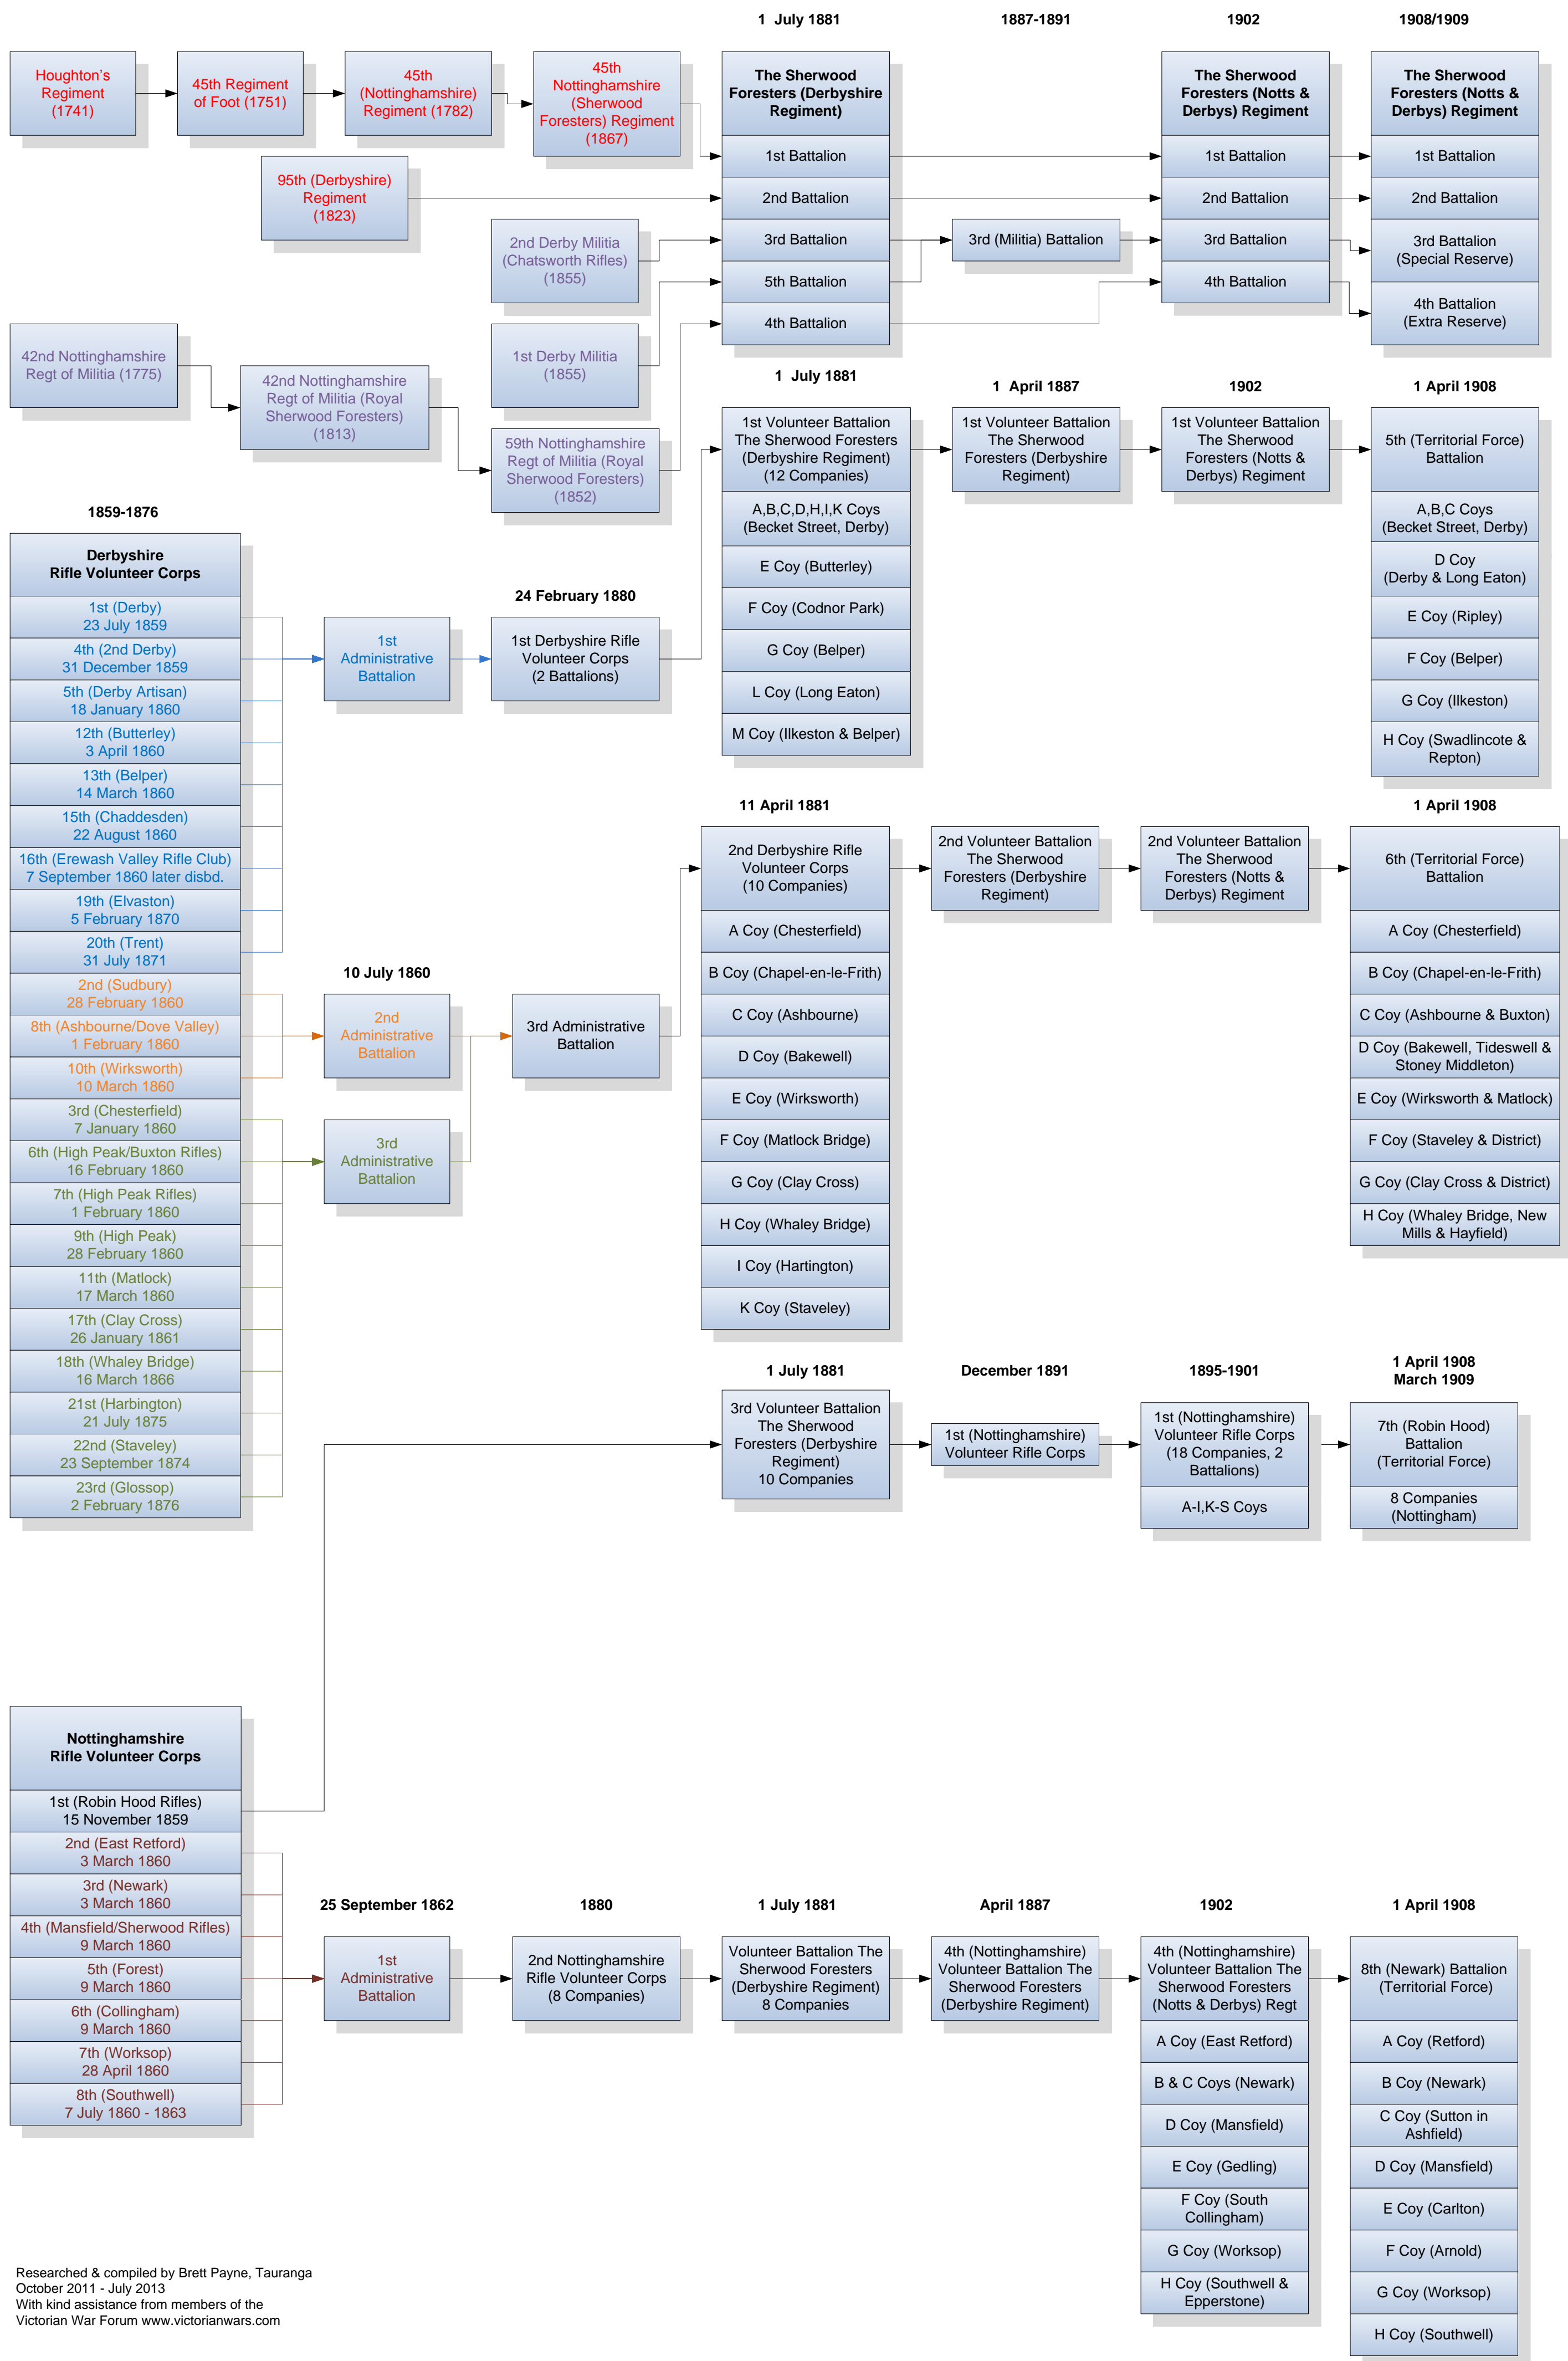 1 July 1881
1887-1891
1902
1908/1909
Houghton's
Regiment
(1741)
45th Regiment
of Foot (1751)
45th
(Nottinghamshire)
Regiment (1782)
45th
Nottinghamshire
(Sherwood
Foresters) Regiment
(1867)
The Sherwood
Foresters (Derbyshire
Regiment)
1st Battalion
2nd Battalion
3rd Battalion
5th Battalion
4th Battalion
3rd (Militia) Battalion
The Sherwood
Foresters (Notts &
Derbys) Regiment
1st Battalion
2nd Battalion
3rd Battalion
4th Battalion
The Sherwood
Foresters (Notts &
Derbys) Regiment
1st Battalion
2nd Battalion
3rd Battalion
(Special Reserve)
4th Battalion
(Extra Reserve)
95th (Derbyshire)
Regiment
(1823)
2nd Derby Militia
(Chatsworth Rifles)
(1855)
1st Derby Militia
(1855)
42nd Nottinghamshire
Regt of Militia (1775)
42nd Nottinghamshire
Regt of Militia (Royal
Sherwood Foresters)
(1813)
59th Nottinghamshire
Regt of Militia (Royal
Sherwood Foresters)
(1852)
1 July 1881
1 April 1887
1902
1 April 1908
1st Volunteer Battalion
The Sherwood Foresters
(Derbyshire Regiment)
(12 Companies)
A,B,C,D,H,I,K Coys
(Becket Street, Derby)
E Coy (Butterley)
F Coy (Codnor Park)
G Coy (Belper)
L Coy (Long Eaton)
M Coy (Ilkeston & Belper)
1st Volunteer Battalion
The Sherwood
Foresters (Derbyshire
Regiment)
1st Volunteer Battalion
The Sherwood
Foresters (Notts &
Derbys) Regiment
5th (Territorial Force)
Battalion
A,B,C Coys
(Becket Street, Derby)
D Coy
(Derby & Long Eaton)
E Coy (Ripley)
F Coy (Belper)
G Coy (Ilkeston)
H Coy (Swadlincote &
Repton)
1859-1876
Derbyshire
Rifle Volunteer Corps
1st (Derby)
23 July 1859
4th (2nd Derby)
31 December 1859
5th (Derby Artisan)
18 January 1860
12th (Butterley)
3 April 1860
13th (Belper)
14 March 1860
15th (Chaddesden)
22 August 1860
16th (Erewash Valley Rifle Club)
7 September 1860 later disbd.
19th (Elvaston)
5 February 1870
20th (Trent)
31 July 1871
2nd (Sudbury)
28 February 1860
8th (Ashbourne/Dove Valley)
1 February 1860
10th (Wirksworth)
10 March 1860
3rd (Chesterfield)
7 January 1860
6th (High Peak/Buxton Rifles)
16 February 1860
7th (High Peak Rifles)
1 February 1860
9th (High Peak)
28 February 1860
11th (Matlock)
17 March 1860
17th (Clay Cross)
26 January 1861
18th (Whaley Bridge)
16 March 1866
21st (Harbington)
21 July 1875
22nd (Staveley)
23 September 1874
23rd (Glossop)
2 February 1876
1st
Administrative
Battalion
24 February 1880
1st Derbyshire Rifle
Volunteer Corps
(2 Battalions)
10 July 1860
2nd
Administrative
Battalion
3rd
Administrative
Battalion
3rd Administrative
Battalion
11 April 1881
1 April 1908
2nd Derbyshire Rifle
Volunteer Corps
(10 Companies)
A Coy (Chesterfield)
B Coy (Chapel-en-le-Frith)
C Coy (Ashbourne)
D Coy (Bakewell)
E Coy (Wirksworth)
F Coy (Matlock Bridge)
G Coy (Clay Cross)
H Coy (Whaley Bridge)
I Coy (Hartington)
K Coy (Staveley)
2nd Volunteer Battalion
The Sherwood
Foresters (Derbyshire
Regiment)
2nd Volunteer Battalion
The Sherwood
Foresters (Notts &
Derbys) Regiment
6th (Territorial Force)
Battalion
A Coy (Chesterfield)
B Coy (Chapel-en-le-Frith)
C Coy (Ashbourne & Buxton)
D Coy (Bakewell, Tideswell &
Stoney Middleton)
E Coy (Wirksworth & Matlock)
F Coy (Staveley & District)
G Coy (Clay Cross & District)
H Coy (Whaley Bridge, New
Mills & Hayfield)
1 July 1881
December 1891
1895-1901
1 April 1908
March 1909
3rd Volunteer Battalion
The Sherwood
Foresters (Derbyshire
Regiment)
10 Companies
1st (Nottinghamshire)
Volunteer Rifle Corps
1st (Nottinghamshire)
Volunteer Rifle Corps
(18 Companies, 2
Battalions)
A-I,K-S Coys
7th (Robin Hood)
Battalion
(Territorial Force)
8 Companies
(Nottingham)
Nottinghamshire
Rifle Volunteer Corps
1st (Robin Hood Rifles)
15 November 1859
2nd (East Retford)
3 March 1860
3rd (Newark)
3 March 1860
4th (Mansfield/Sherwood Rifles)
9 March 1860
5th (Forest)
9 March 1860
6th (Collingham)
9 March 1860
7th (Worksop)
28 April 1860
8th (Southwell)
7 July 1860 - 1863
25 September 1862
1880
1 July 1881
April 1887
1902
1 April 1908
1st
Administrative
Battalion
2nd Nottinghamshire
Rifle Volunteer Corps
(8 Companies)
Volunteer Battalion The
Sherwood Foresters
(Derbyshire Regiment)
8 Companies
4th (Nottinghamshire)
Volunteer Battalion The
Sherwood Foresters
(Derbyshire Regiment)
4th (Nottinghamshire)
Volunteer Battalion The
Sherwood Foresters
(Notts & Derbys) Regt
A Coy (East Retford)
B & C Coys (Newark)
D Coy (Mansfield)
E Coy (Gedling)
F Coy (South
Collingham)
G Coy (Worksop)
H Coy (Southwell &
Epperstone)
8th (Newark) Battalion
(Territorial Force)
A Coy (Retford)
B Coy (Newark)
C Coy (Sutton in
Ashfield)
D Coy (Mansfield)
E Coy (Carlton)
F Coy (Arnold)
G Coy (Worksop)
H Coy (Southwell)
Researched & compiled by Brett Payne, Tauranga
October 2011 - July 2013
With kind assistance from members of the
Victorian War Forum www.victorianwars.com